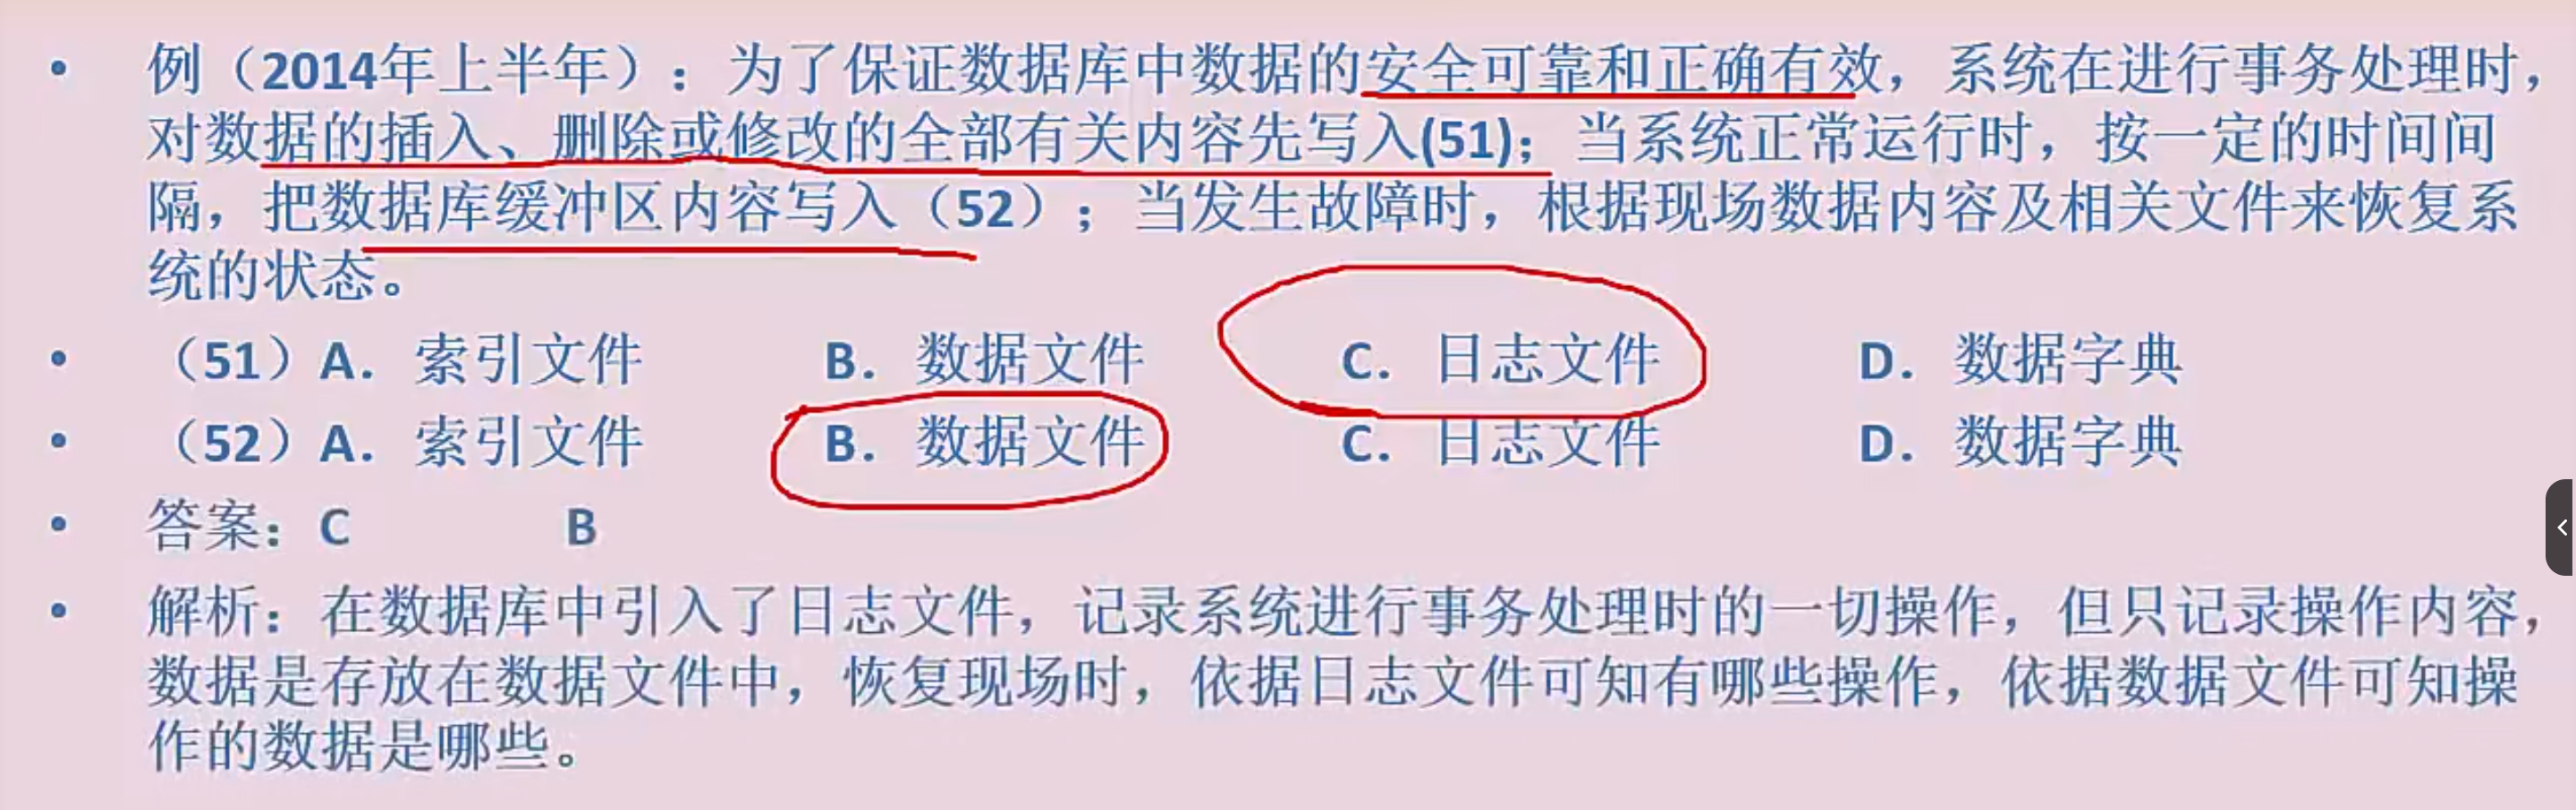 • 例（2014年上半年）：为了保证数据库中数据的安全可靠和正确有效，系统在进行事务处理时，
对数据的插入、删除或修改的全部有关内容先写入(51)；当系统正常运行时，按一定的时间间
隔，把数据库缓冲区内容写入（52）；当发生故障时，根据现场数据内容及相关文件来恢复系
统的状态。
• （51）A. 索引文件 B. 数据文件 C. 日志文件 D. 数据字典
• （52）A. 索引文件 B. 数据文件 C. 日志文件 D. 数据字典
• 答案：C B
• 解析：在数据库中引入了日志文件，记录系统进行事务处理时的一切操作，但只记录操作内容，
数据是存放在数据文件中，恢复现场时，依据日志文件可知有哪些操作，依据数据文件可知操
作的数据是哪些。